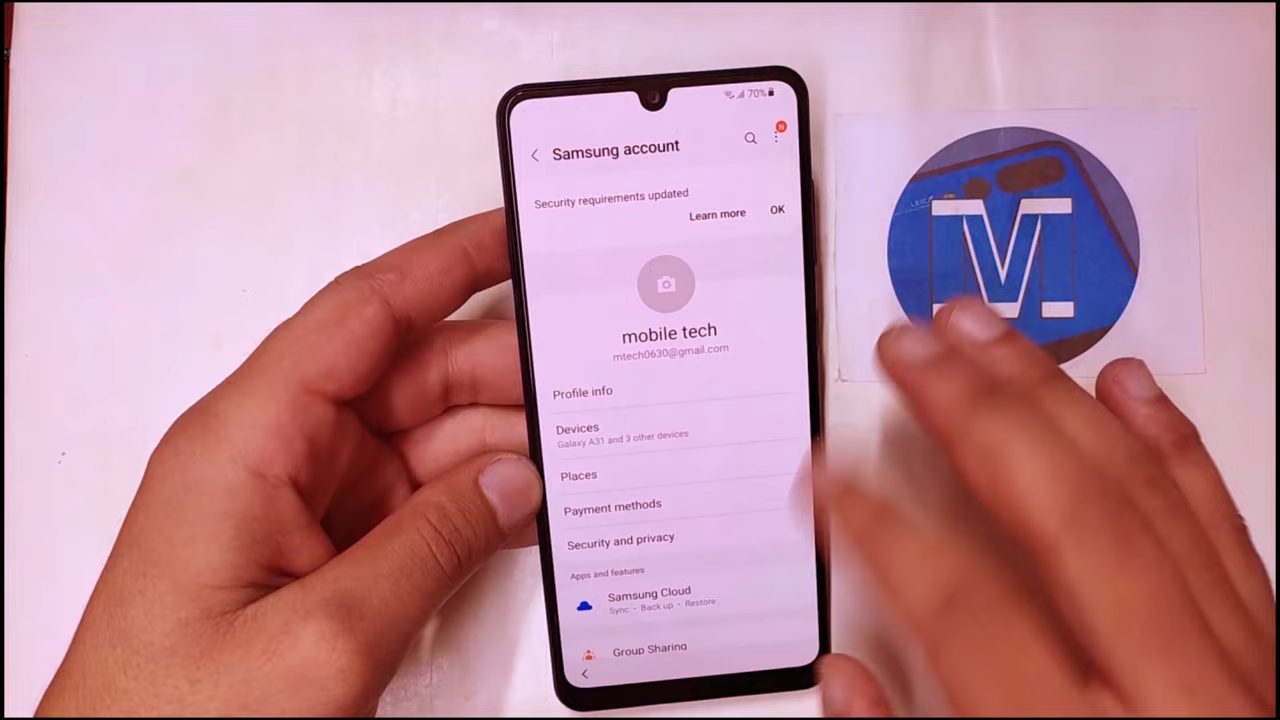 70%
Samsung account
N
Security requirements updated
Learn more OK
mobile tech
mtech0630@gmail.com
Profile info
Devices
Galaxy A31 and 3 other devices
Places
Payment methods
Security and privacy
Apps and features
Samsung Cloud
Sync • Back up • Restore
Group Sharing
LEICA
M